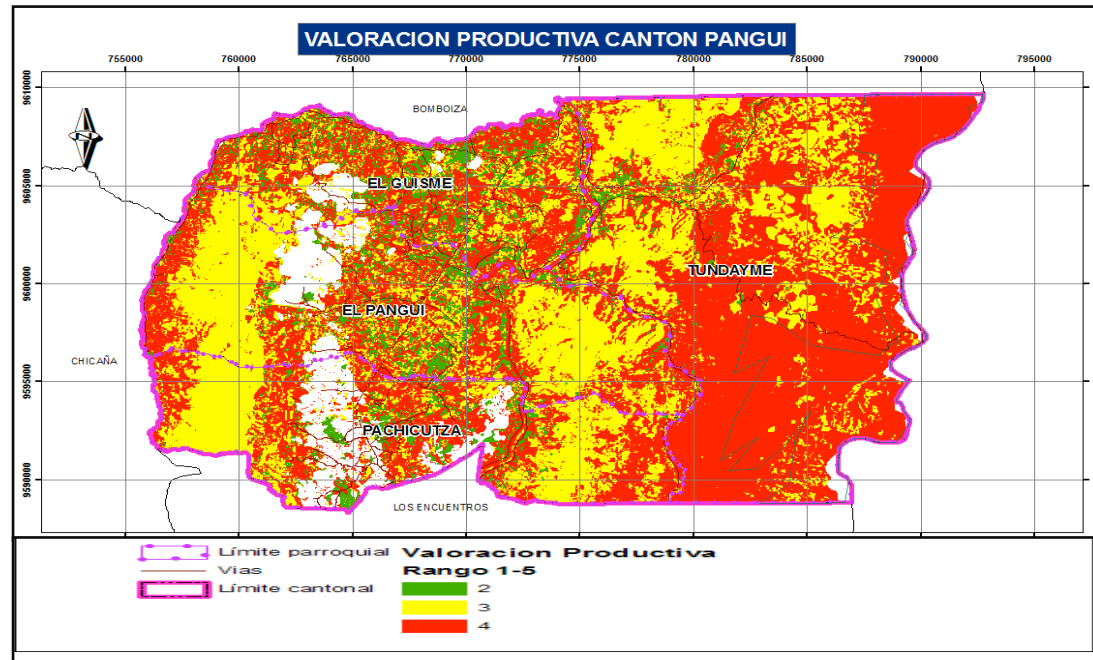 VALORACION PRODUCTIVA CANTON PANGUI
755000 760000 765000 770000 775000 780000 785000 790000 795000
9610000
BOMBOIZA
9605000
EL GUISME
TUNDAYME
9600000
EL PANGUI
CHICAÑA
9595000
PACHICUTZA
9590000
LOS ENCUENTROS
Límite parroquial
Vias
Límite cantonal
Valoracion Productiva
Rango 1-5
2
3
4